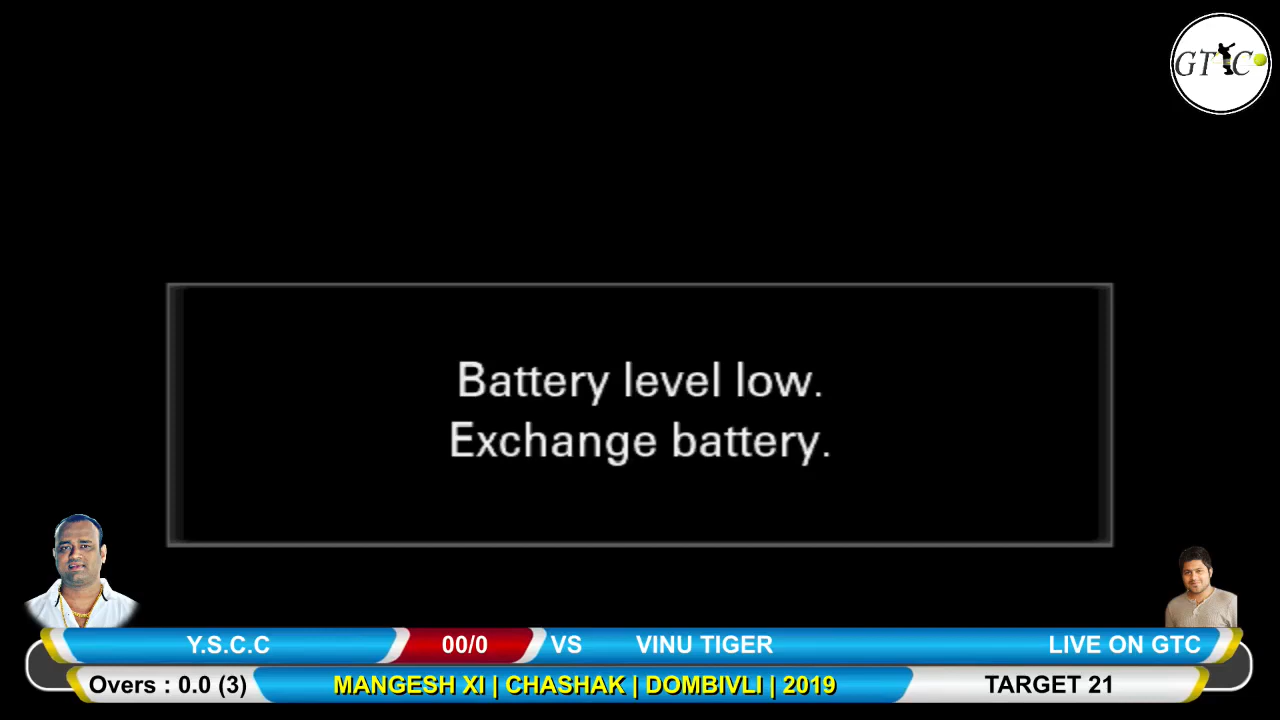 GTC
Battery level low.
Exchange battery.
Y.S.C.C 00/0 VS VINU TIGER LIVE ON GTC
Overs : 0.0 (3) MANGESH XI | CHASHAK | DOMBIVLI | 2019 TARGET 21